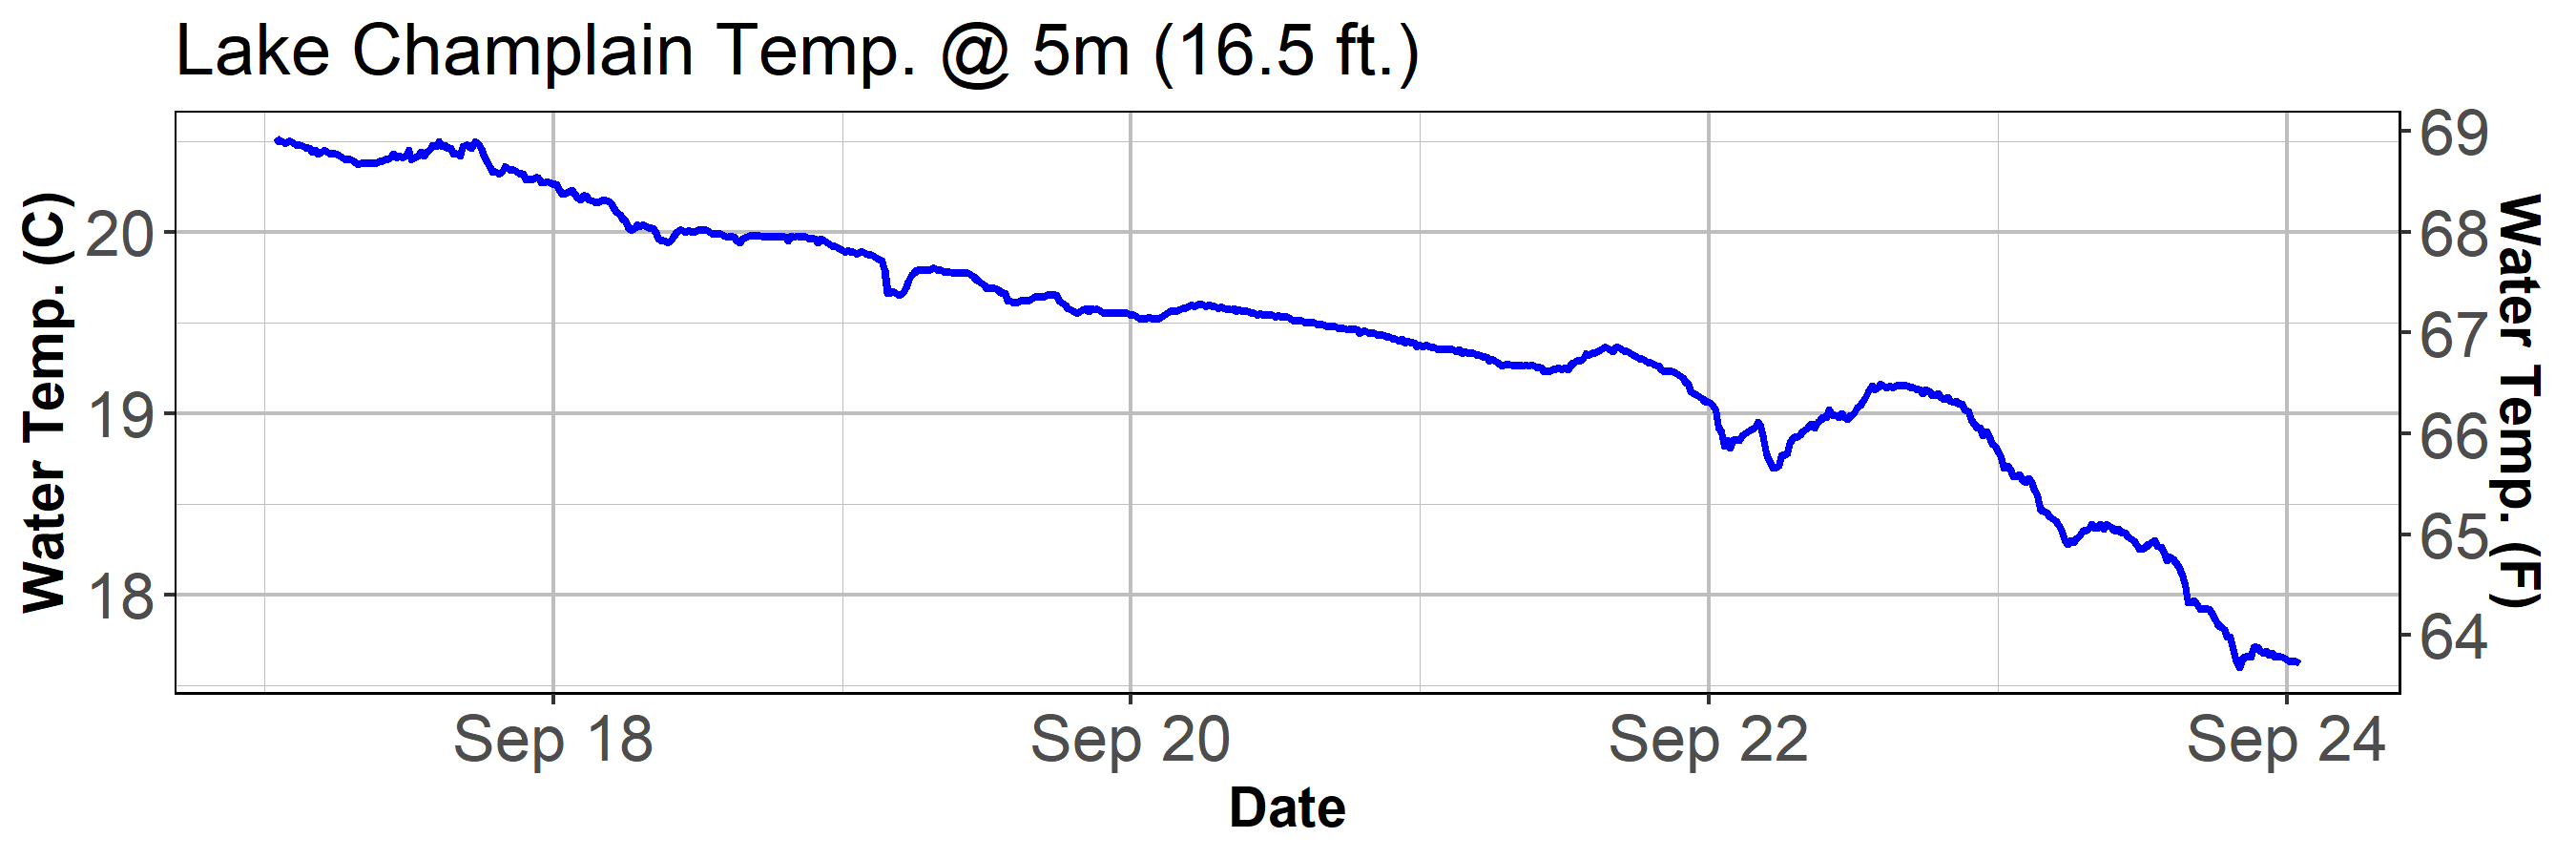 Lake Champlain Temp. @ 5m (16.5 ft.)
Water Temp. (C)
20
19
18
69
68
67
66
65
64
Water Temp. (F)
Sep 18
Sep 20
Sep 22
Sep 24
Date